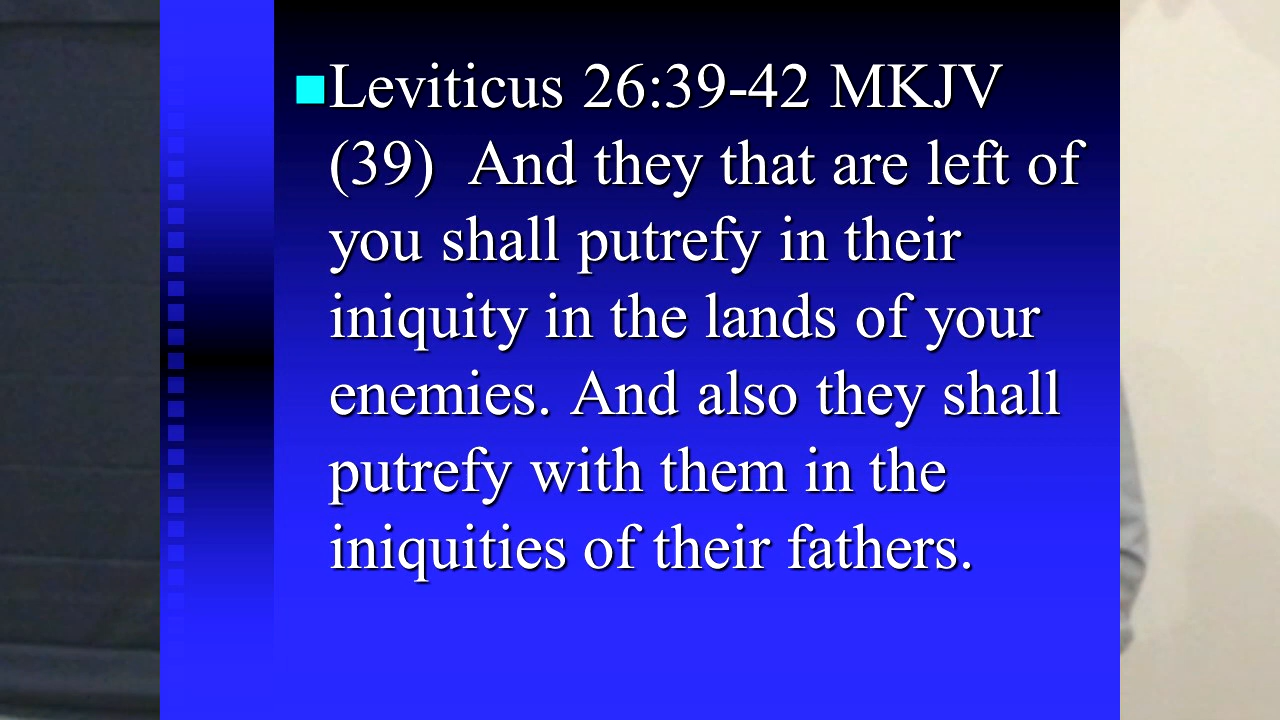 Leviticus 26:39-42 MKJV
(39)  And they that are left of
you shall putrefy in their
iniquity in the lands of your
enemies. And also they shall
putrefy with them in the
iniquities of their fathers.